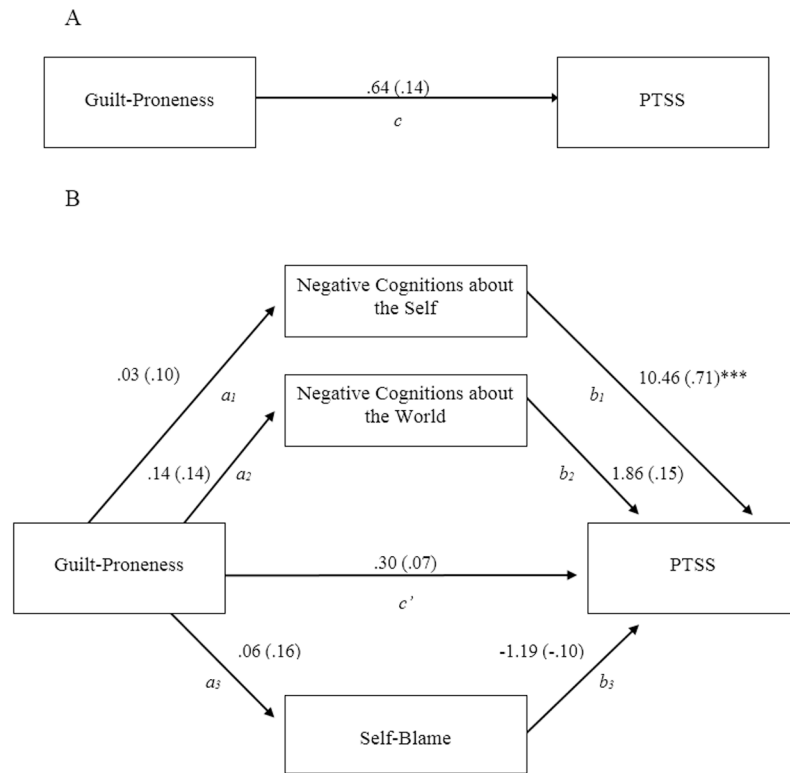 A
Guilt-Proneness
.64 (.14)
c
PTSS
B
Negative Cognitions about
the Self
.03 (.10)
a1
10.46 (.71)***
b1
Negative Cognitions about
the World
.14 (.14)
a2
b2
1.86 (.15)
Guilt-Proneness
.30 (.07)
c’
PTSS
.06 (.16)
a3
-1.19 (-.10)
b3
Self-Blame